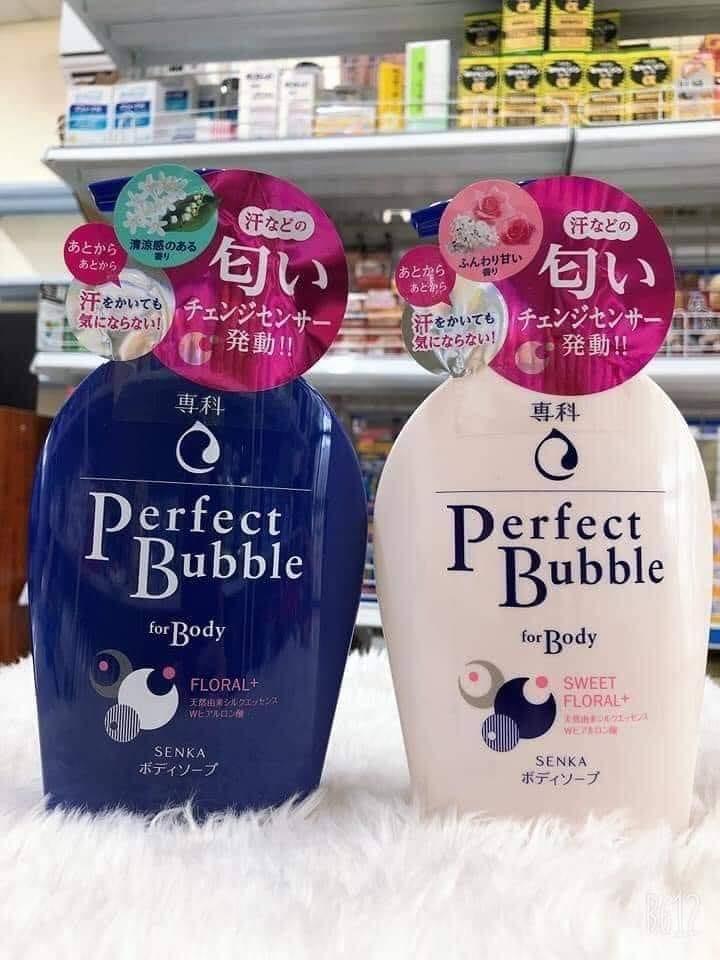 清涼感のある
香り
あとから
あとから
汗をかいても
気にならない!
汗などの
匂い
チェンジセンサー
発動!!
専科
Perfect
Bubble
for Body
FLORAL+
天然由来シルクエッセンス
Wヒアルロン酸
SENKA
ボディソープ
ふんわり甘い
香り
あとから
あとから
汗をかいても
気にならない!
汗などの
匂い
チェンジセンサー
発動!!
専科
Perfect
Bubble
for Body
SWEET
FLORAL+
天然由来シルクエッセンス
Wヒアルロン酸
SENKA
ボディソープ
B612